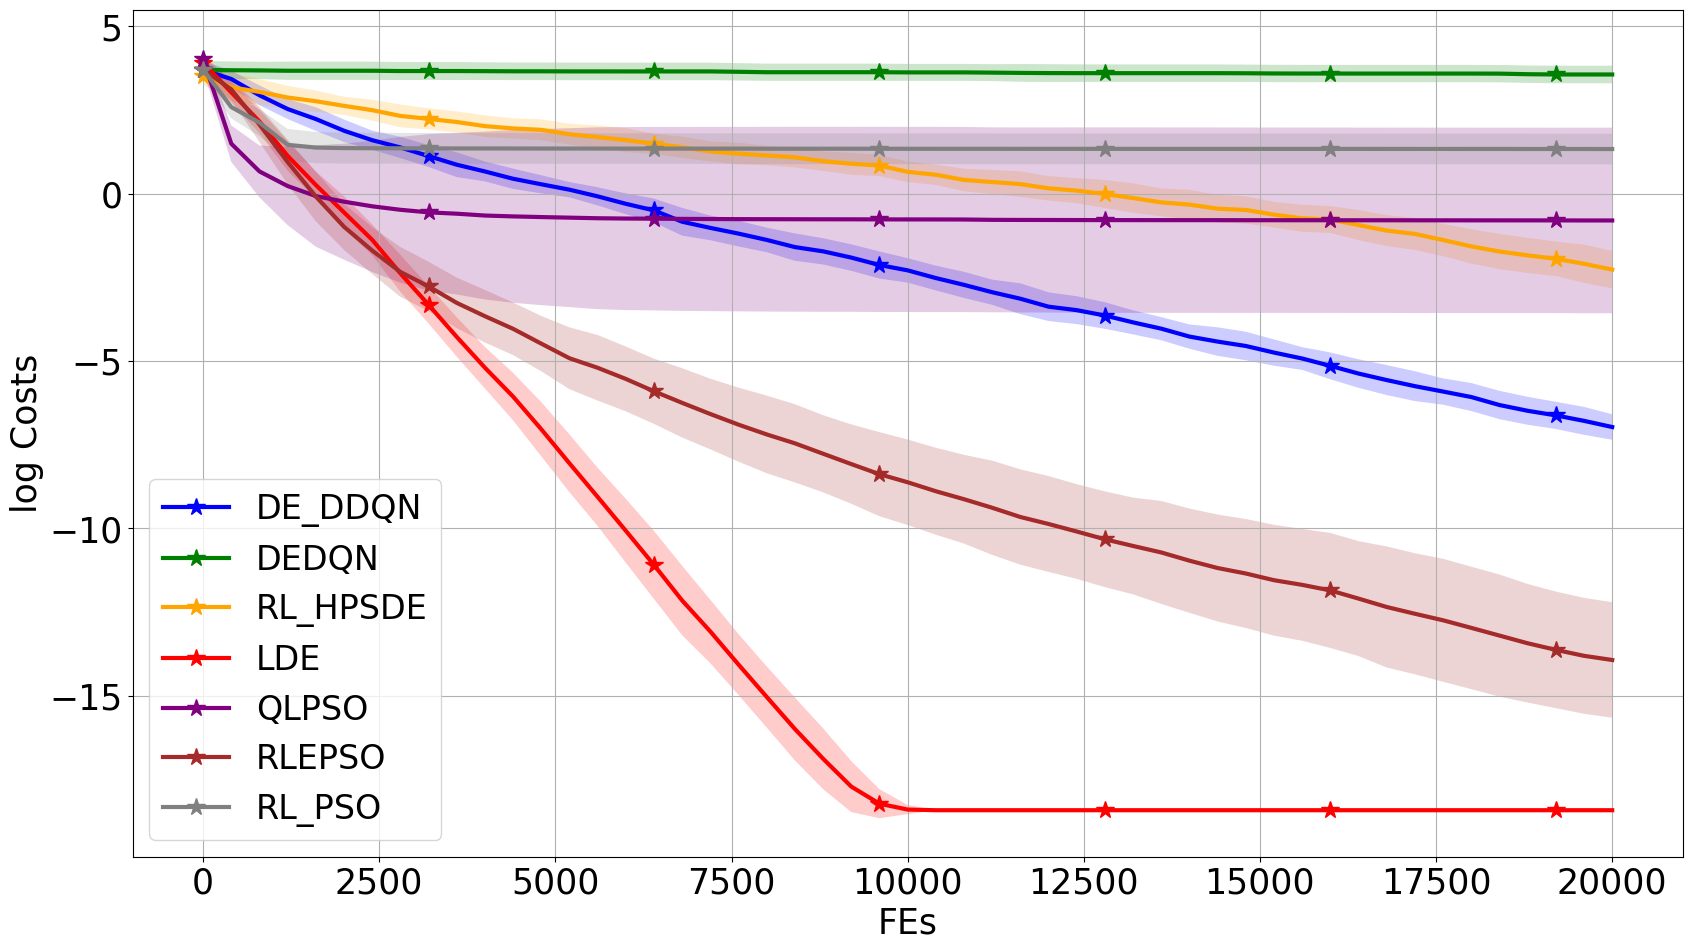 5
0
−5
−10
−15
log Costs
DE_DDQN
DEDQN
RL_HPSDE
LDE
QLPSO
RLEPSO
RL_PSO
0 2500 5000 7500 10000 12500 15000 17500 20000
FEs